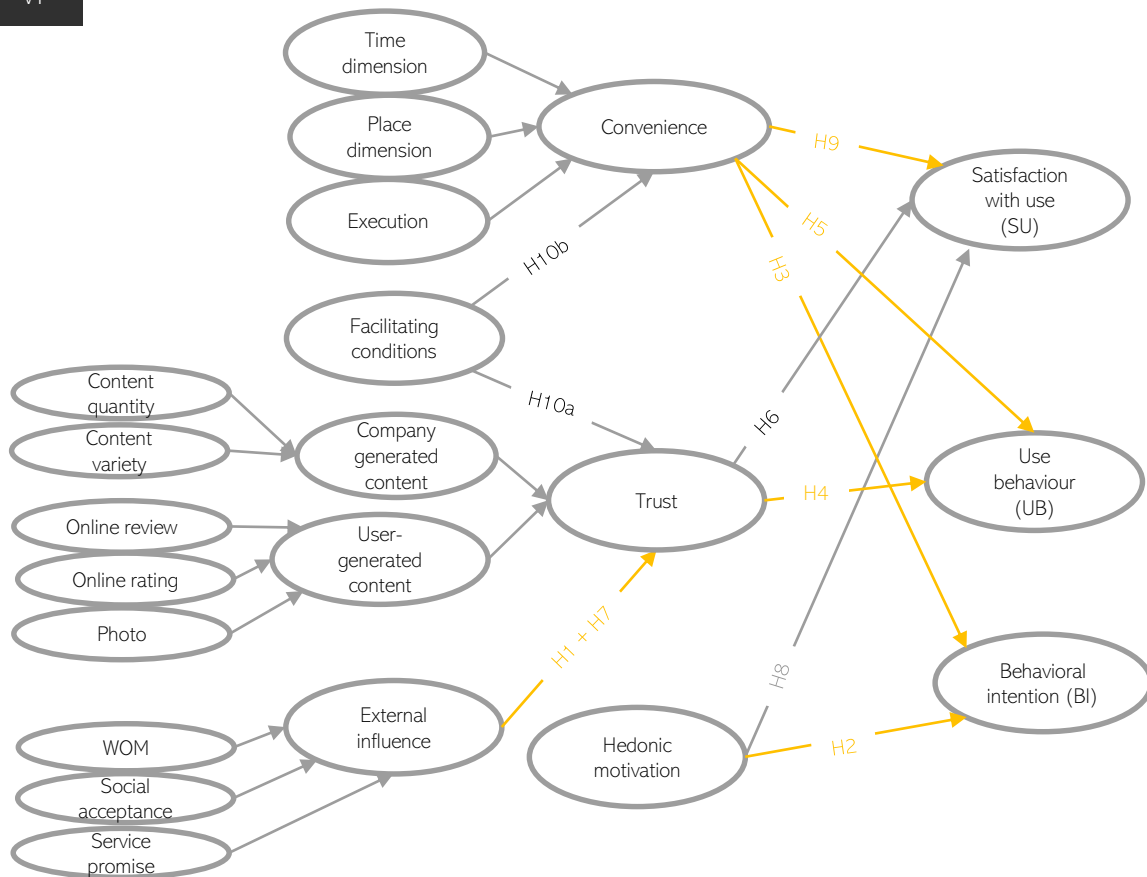 Time
dimension
Place
dimension
Execution
Convenience
H9
Satisfaction
with use
(SU)
H5
H3
H10b
Facilitating
conditions
H10a
Content
quantity
Content
variety
Company
generated
content
H6
Online review
Online rating
Photo
User-
generated
content
Trust
H4
Use
behaviour
(UB)
H1 + H7
H8
WOM
Social
acceptance
Service
promise
External
influence
Hedonic
motivation
H2
Behavioral
intention (BI)